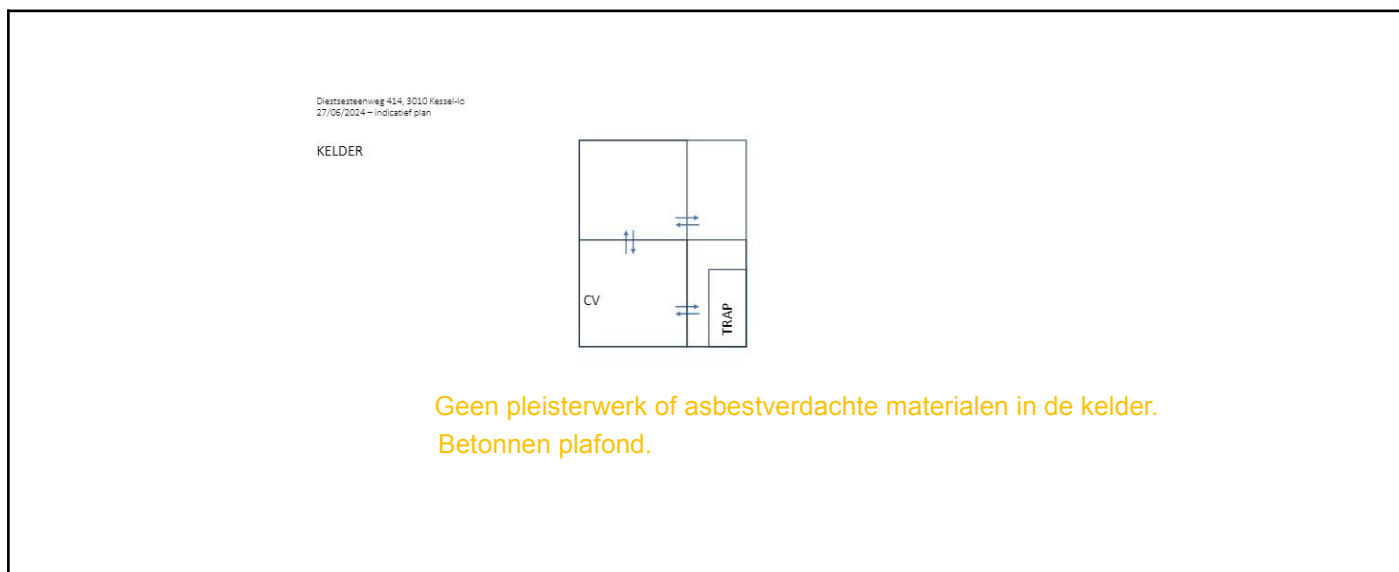 Diestsesteenweg 414, 3010 Kessel-lo
27/06/2024 – indicatief plan
KELDER
CV
TRAP
Geen pleisterwerk of asbestverdachte materialen in de kelder.
Betonnen plafond.